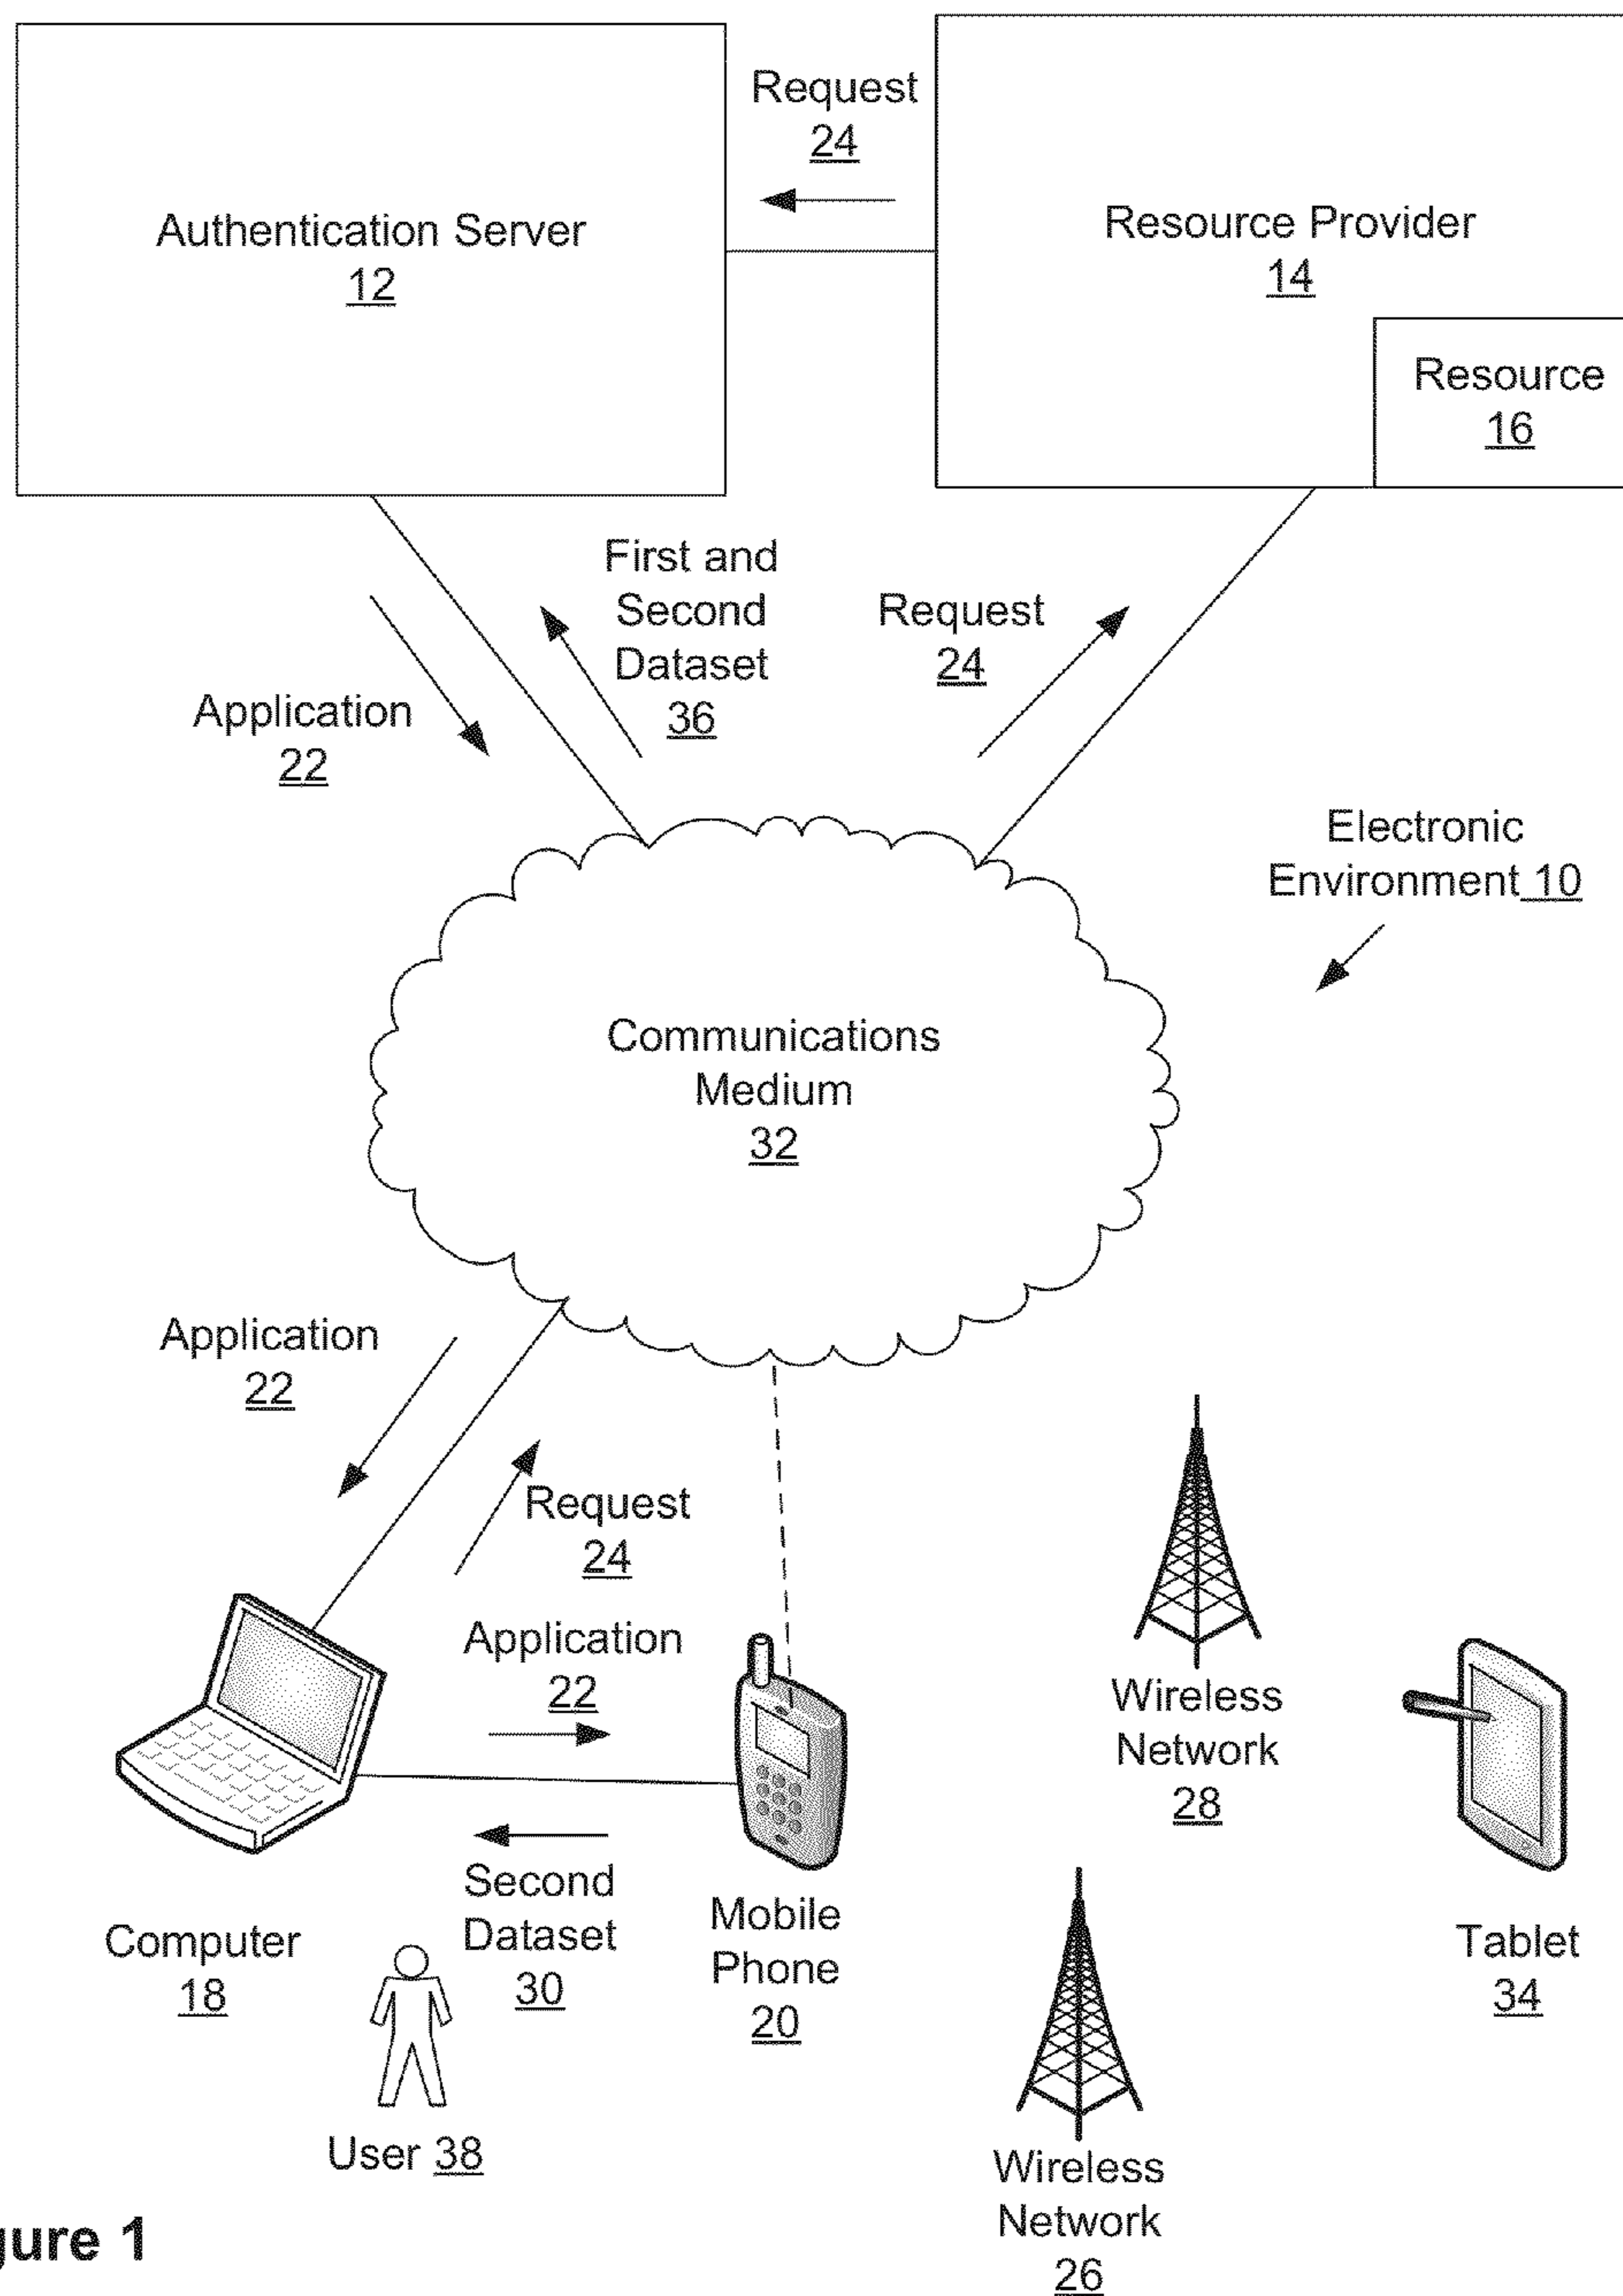 Request
24
Authentication Server
12
Resource Provider
14
Resource
16
First and
Second
Dataset
36
Request
24
Application
22
Electronic
Environment 10
Communications
Medium
32
Application
22
Request
24
Application
22
Wireless
Network
28
Second
Dataset
30
Mobile
Phone
20
Computer
18
Tablet
34
User 38
Wireless
Network
26
gure 1